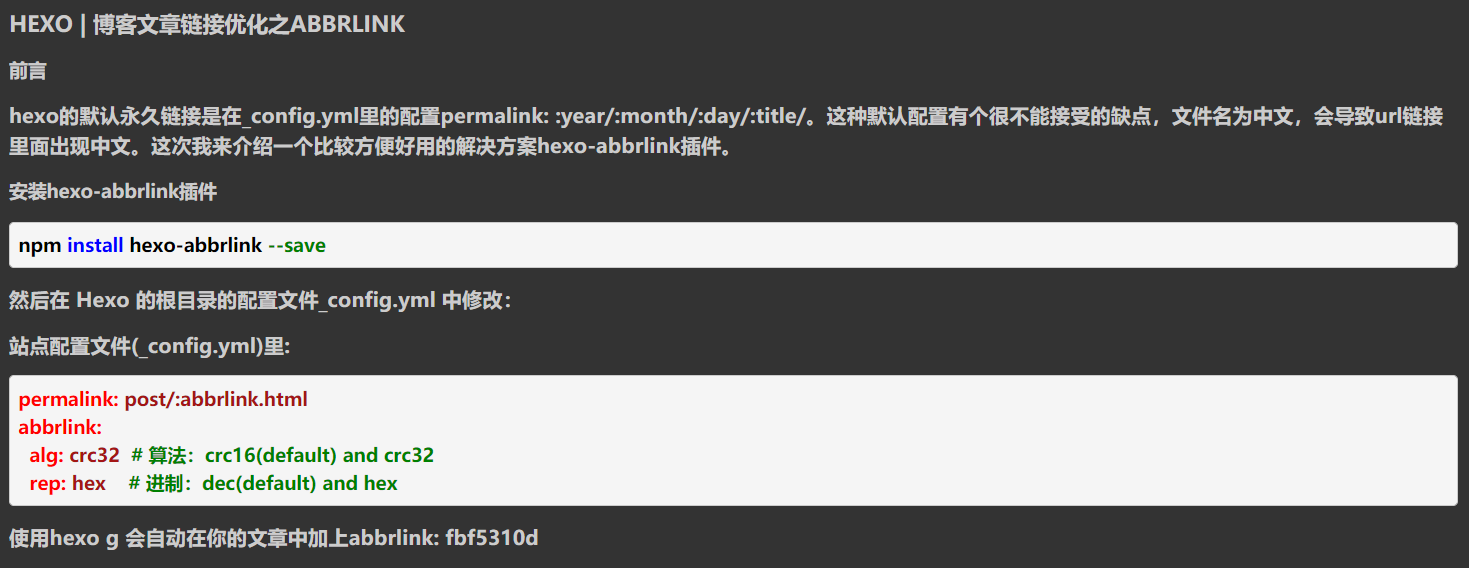 HEXO | 博客文章链接优化之ABBRLINK
前言
hexo的默认永久链接是在_config.yml里的配置permalink: :year/:month/:day/:title/。这种默认配置有个很不能接受的缺点，文件名为中文，会导致url链接
里面出现中文。这次我来介绍一个比较方便好用的解决方案hexo-abbrlink插件。
安装hexo-abbrlink插件
npm install hexo-abbrlink --save
然后在 Hexo 的根目录的配置文件_config.yml 中修改：
站点配置文件(_config.yml)里:
permalink: post/:abbrlink.html
abbrlink:
  alg: crc32  # 算法：crc16(default) and crc32
  rep: hex    # 进制：dec(default) and hex
使用hexo g 会自动在你的文章中加上abbrlink: fbf5310d